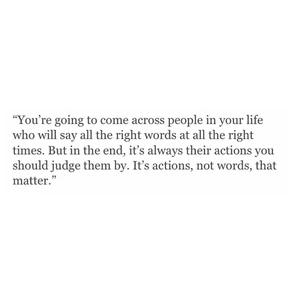 “You’re going to come across people in your life
who will say all the right words at all the right
times. But in the end, it’s always their actions you
should judge them by. It’s actions, not words, that
matter.”